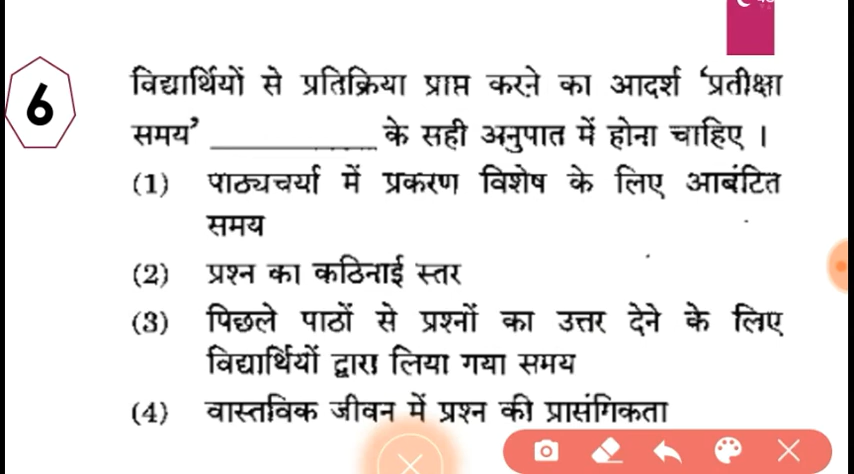 6
विद्यार्थियों से प्रतिक्रिया प्राप्त करने का आदर्श ‘प्रतीक्षा
समय’ ____________ के सही अनुपात में होना चाहिए ।
(1) पाठ्यचर्या में प्रकरण विशेष के लिए आबंटित
समय
(2) प्रश्न का कठिनाई स्तर
(3) पिछले पाठों से प्रश्नों का उत्तर देने के लिए
विद्यार्थियों द्वारा लिया गया समय
(4) वास्तविक जीवन में प्रश्न की प्रासंगिकता